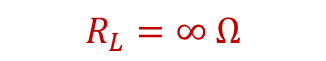 R_L = ∞ Ω